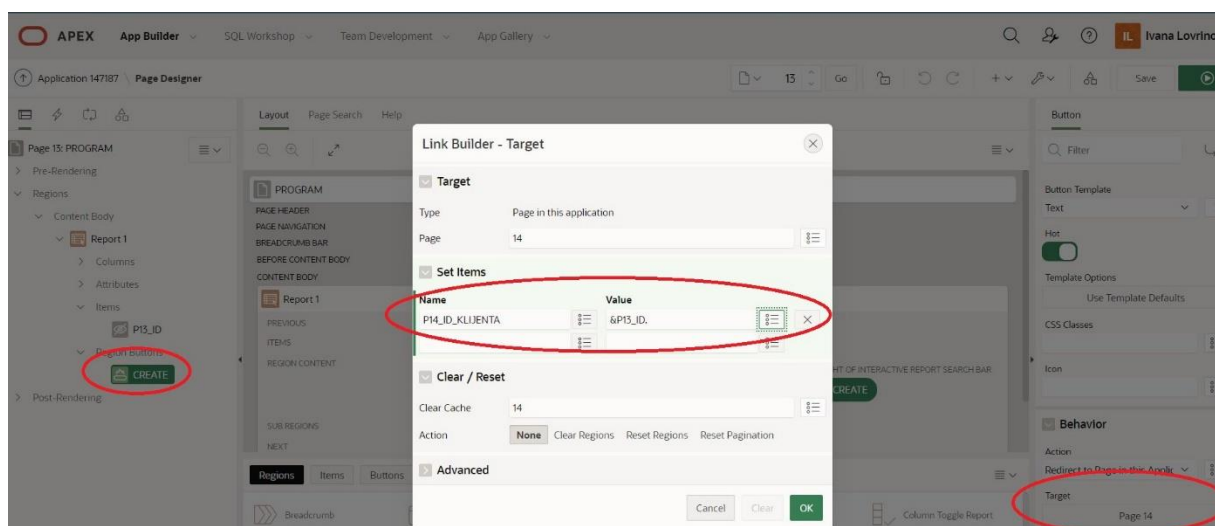 APEX App Builder SQL Workshop Team Development App Gallery IL Ivana Lovrinc
Application 147187 \ Page Designer 13 Go Save
Layout Page Search Help Button
Page 13: PROGRAM
Filter
Pre-Rendering
Regions
Content Body
Report 1
Columns
Attributes
Items
P13_ID
Region Buttons
CREATE
Post-Rendering
PROGRAM
PAGE HEADER
PAGE NAVIGATION
BREADCRUMB BAR
BEFORE CONTENT BODY
CONTENT BODY
Report 1
PREVIOUS
ITEMS
REGION CONTENT
HT OF INTERACTIVE REPORT SEARCH BAR
CREATE
SUB REGIONS
NEXT
Regions Items Buttons
Breadcrumb Column Toggle Report
Link Builder - Target
Target
Type Page in this application
Page 14
Set Items
Name Value
P14_ID_KLIJENTA &P13_ID.
Clear / Reset
Clear Cache 14
Action None Clear Regions Reset Regions Reset Pagination
Advanced
Cancel Clear OK
Button Template
Text
Hot
Template Options
Use Template Defaults
CSS Classes
Icon
Behavior
Action
Redirect to Page in this Applic
Target
Page 14